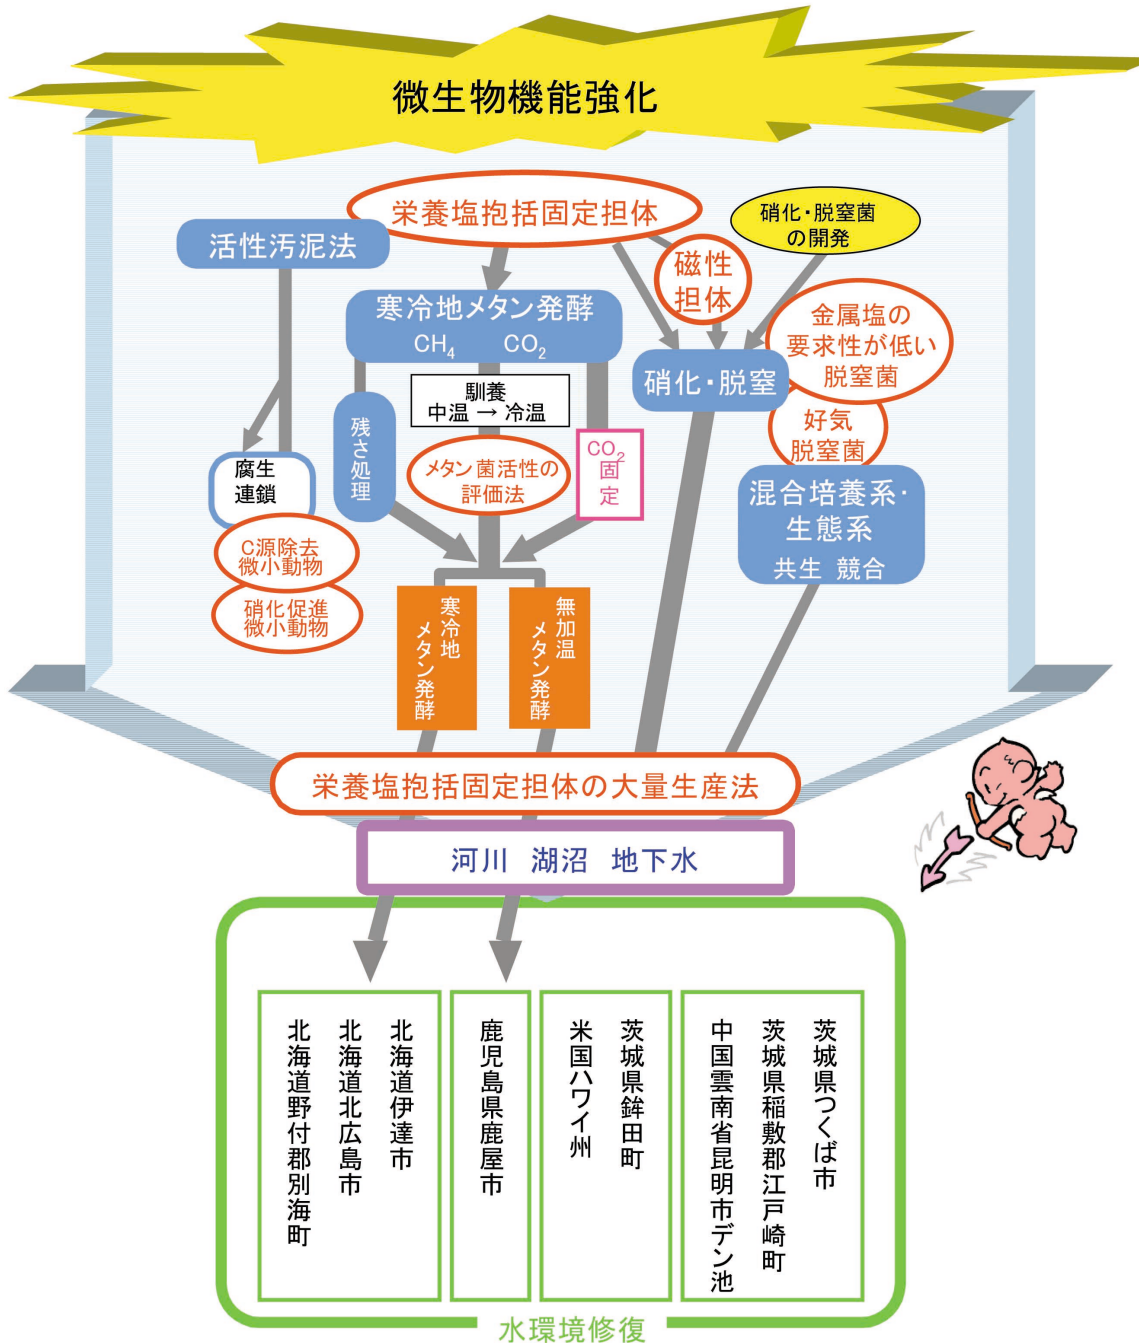 微生物機能強化
栄養塩抱括固定担体
硝化・脱窒菌
の開発
活性汚泥法
磁性
担体
寒冷地メタン発酵
CH4 CO2
金属塩の
要求性が低い
脱窒菌
硝化・脱窒
馴養
中温 → 冷温
残さ処理
好気
脱窒菌
メタン菌活性の
評価法
CO2
固定
腐生
連鎖
混合培養系・
生態系
共生 競合
C源除去
微小動物
硝化促進
微小動物
寒冷地
メタン発酵
無加温
メタン発酵
栄養塩抱括固定担体の大量生産法
河川 湖沼 地下水
北海道伊達市
北海道北広島市
北海道野付郡別海町
鹿児島県鹿屋市
茨城県鉾田町
米国ハワイ州
茨城県つくば市
茨城県稲敷郡江戸崎町
中国雲南省昆明市デン池
水環境修復